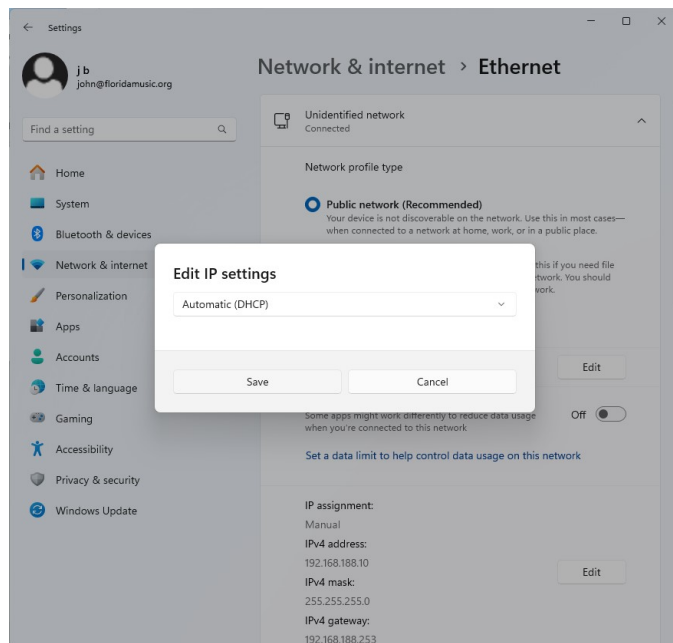 Settings
j b
john@floridamusic.org
Find a setting
Home
System
Bluetooth & devices
Network & internet
Personalization
Apps
Accounts
Time & language
Gaming
Accessibility
Privacy & security
Windows Update
Network & internet > Ethernet
Unidentified network
Connected
Network profile type
Public network (Recommended)
Your device is not discoverable on the network. Use this in most cases—
when connected to a network at home, work, or in a public place.
this if you need file
etwork. You should
work.
Edit IP settings
Automatic (DHCP)
Save
Cancel
Edit
Some apps might work differently to reduce data usage
when you're connected to this network
Off
Set a data limit to help control data usage on this network
IP assignment:
Manual
IPv4 address:
192.168.188.10
Edit
IPv4 mask:
255.255.255.0
IPv4 gateway:
192.168.188.253